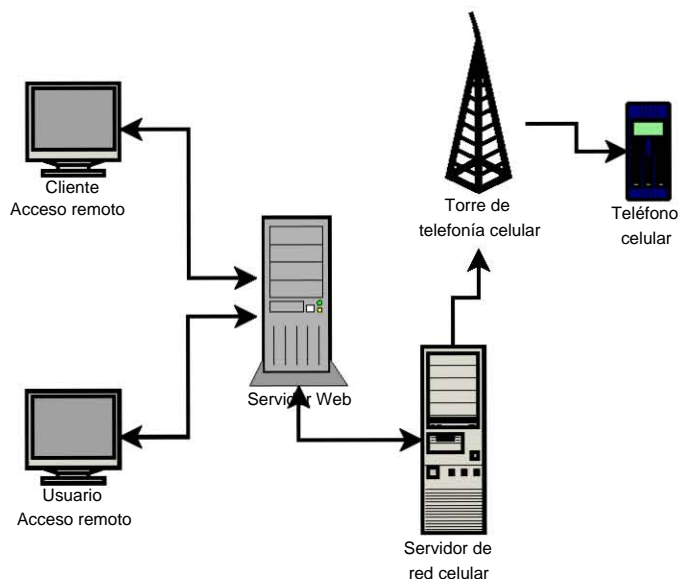 Cliente
Acceso remoto
Torre de
telefonía celular
Teléfono
celular
Servidor Web
Usuario
Acceso remoto
Servidor de
red celular